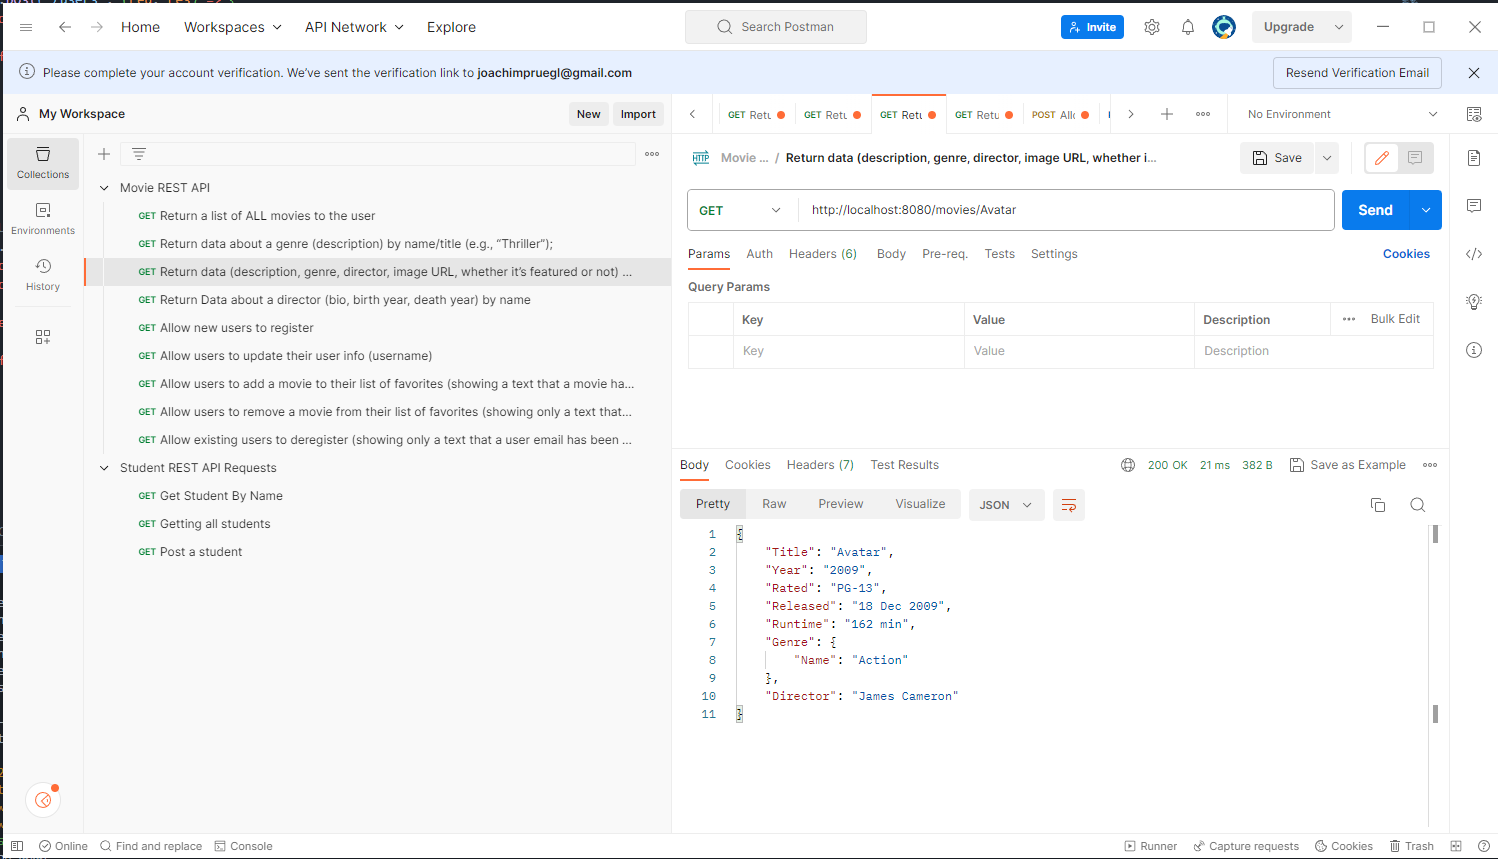 Home
Workspaces
API Network
Explore
Search Postman
Invite
Upgrade
Please complete your account verification. We've sent the verification link to joachimpruegl@gmail.com
Resend Verification Email
My Workspace
New
Import
Collections
Environments
History
Movie REST API
GET Return a list of ALL movies to the user
GET Return data about a genre (description) by name/title (e.g., “Thriller”);
GET Return data (description, genre, director, image URL, whether it's featured or not) ...
GET Return Data about a director (bio, birth year, death year) by name
GET Allow new users to register
GET Allow users to update their user info (username)
GET Allow users to add a movie to their list of favorites (showing a text that a movie ha...
GET Allow users to remove a movie from their list of favorites (showing only a text that...
GET Allow existing users to deregister (showing only a text that a user email has been ...
Student REST API Requests
GET Get Student By Name
GET Getting all students
GET Post a student
GET Retu
GET Retu
GET Retu
GET Retu
POST Allo
No Environment
HTTP Movie ... / Return data (description, genre, director, image URL, whether i...
Save
GET
http://localhost:8080/movies/Avatar
Send
Params
Auth
Headers (6)
Body
Pre-req.
Tests
Settings
Cookies
Query Params
Key
Value
Description
Bulk Edit
Key
Value
Description
Body
Cookies
Headers (7)
Test Results
200 OK
21 ms
382 B
Save as Example
Pretty
Raw
Preview
Visualize
JSON
1 {
2 "Title": "Avatar",
3 "Year": "2009",
4 "Rated": "PG-13",
5 "Released": "18 Dec 2009",
6 "Runtime": "162 min",
7 "Genre": {
8 "Name": "Action"
9 },
10 "Director": "James Cameron"
11 }
Online
Find and replace
Console
Runner
Capture requests
Cookies
Trash